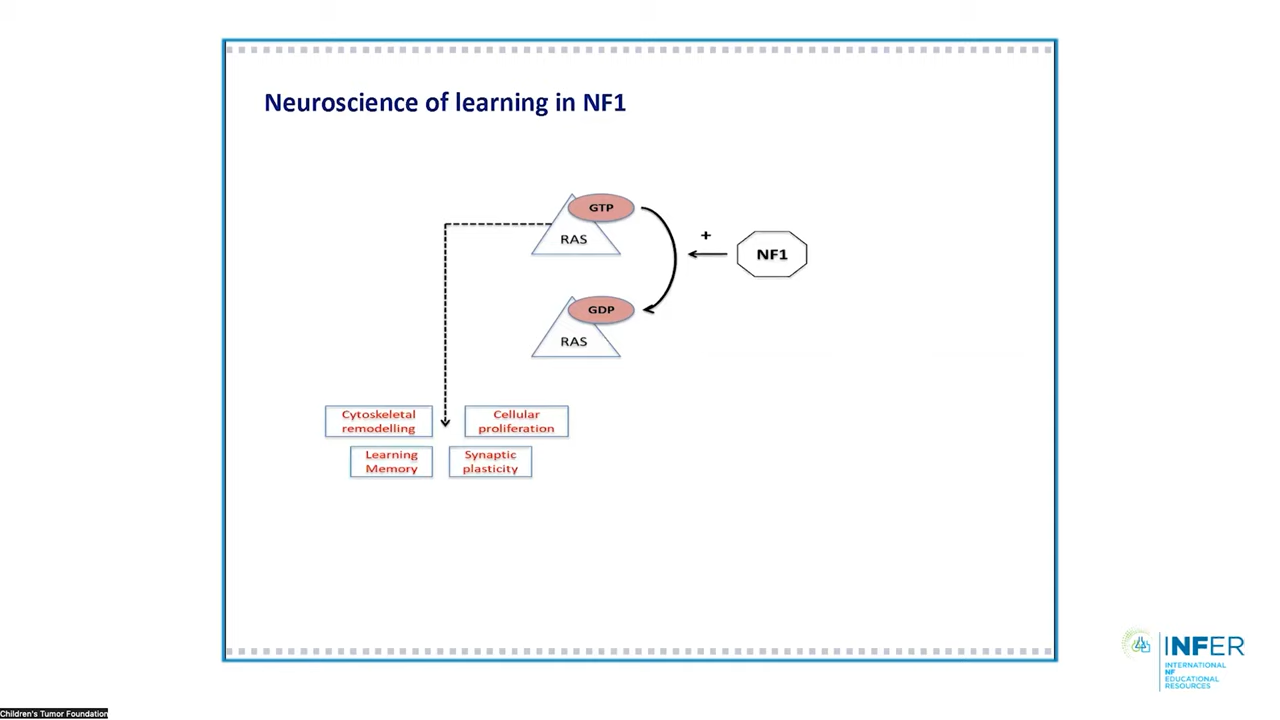 Neuroscience of learning in NF1
GTP
RAS
+
NF1
GDP
RAS
Cytoskeletal
remodelling
Cellular
proliferation
Learning
Memory
Synaptic
plasticity
INFER
INTERNATIONAL
NF
EDUCATIONAL
RESOURCES
Children's Tumor Foundation